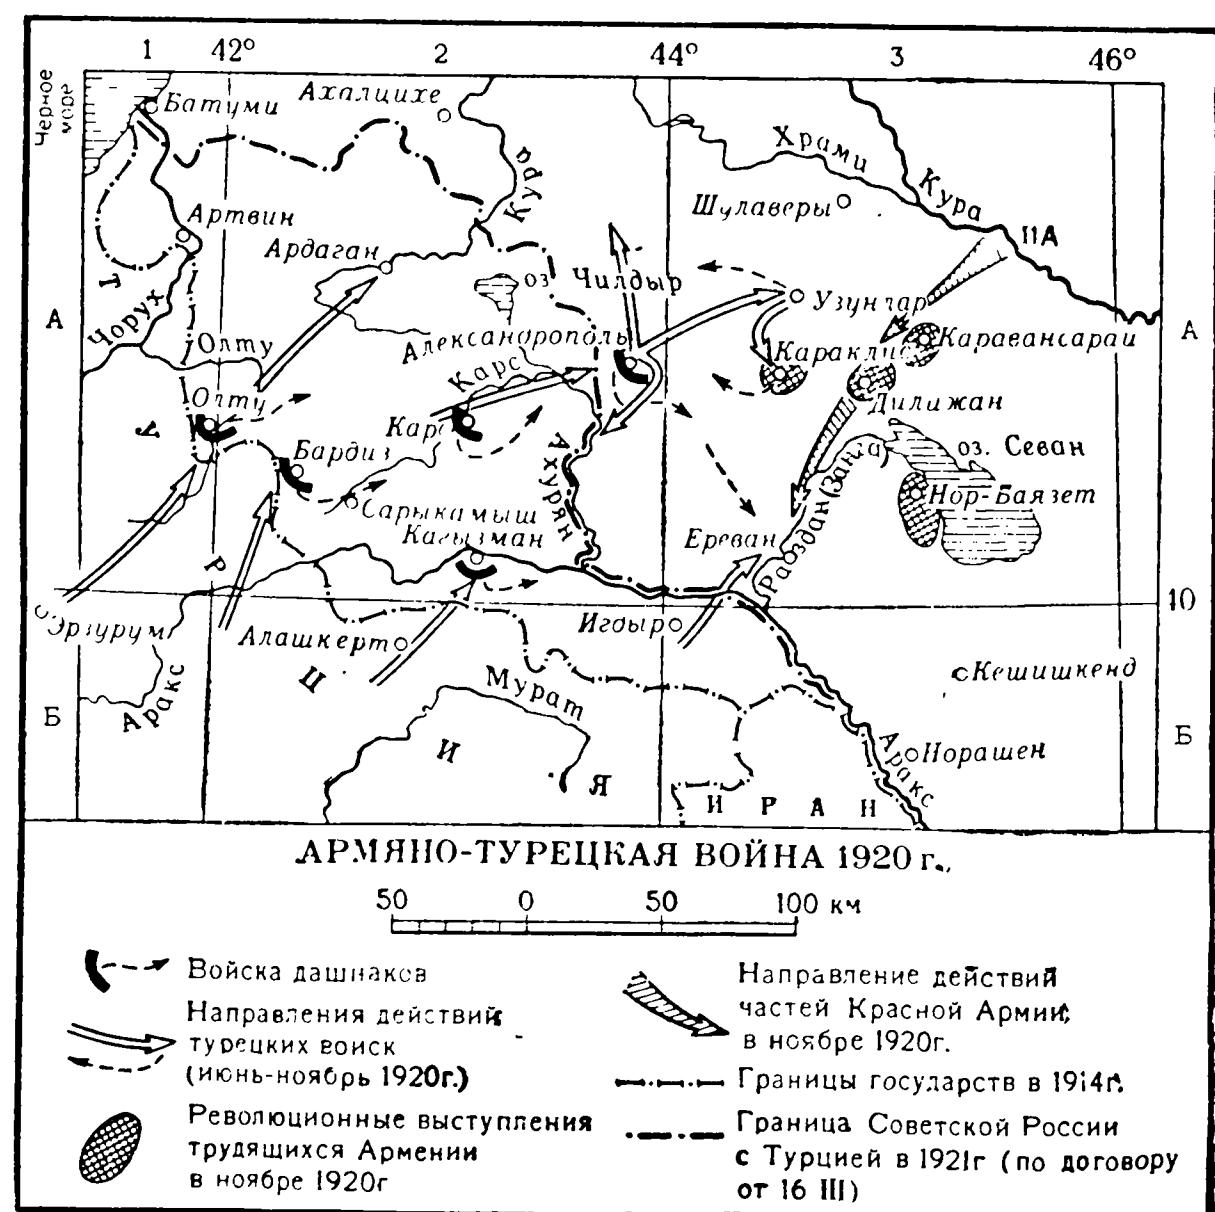 1 42° 2 44° 3 46°
Черное
море
Батуми
Ахалцихе
Кура
Храми
Кура
Шулаверы
Артвин
Ардаган
11А
Т
оз. Чилдыр
Узунлар
А
Чорух
Олту
Александрополь
Караклис
Каравансарай
А
Карс
Олту
У
Карс
Дилижан
Бардиз
Ахурян
оз. Севан
Раздан (Занга)
Нор-Баязет
Сарыкамыш
Кагызман
Ереван
Р
10
Эрзурум
Алашкерт
Игдыр
Ц
Мурат
Кешишкенд
Аракс
Б
И
Я
Аракс
Норашен
Б
ИРАН
АРМЯНО-ТУРЕЦКАЯ ВОЙНА 1920 г.
50 0 50 100 км
Войска дашнаков
Направления действий
турецких войск
(июнь-ноябрь 1920г.)
Революционные выступления
трудящихся Армении
в ноябре 1920г
Направление действий
частей Красной Армии,
в ноябре 1920г.
Границы государств в 1914г.
Граница Советской России
с Турцией в 1921г (по договору
от 16 III)